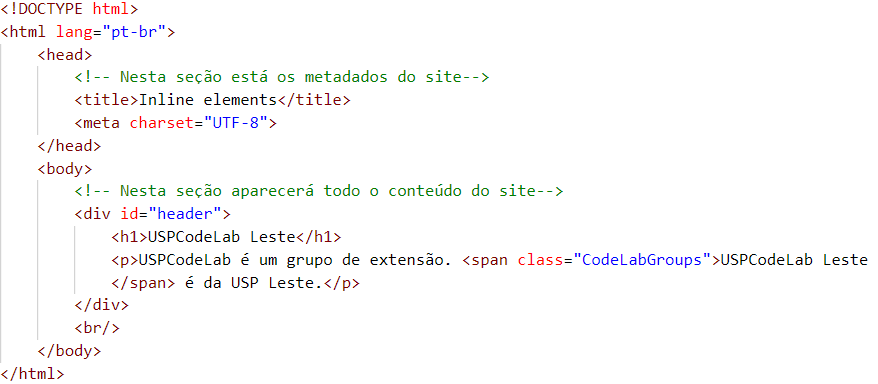 <!DOCTYPE html>
<html lang="pt-br">
<head>
<!-- Nesta seção está os metadados do site-->
<title>Inline elements</title>
<meta charset="UTF-8">
</head>
<body>
<!-- Nesta seção aparecerá todo o conteúdo do site-->
<div id="header">
<h1>USPCodeLab Leste</h1>
<p>USPCodeLab é um grupo de extensão. <span class="CodeLabGroups">USPCodeLab Leste
</span> é da USP Leste.</p>
</div>
<br/>
</body>
</html>